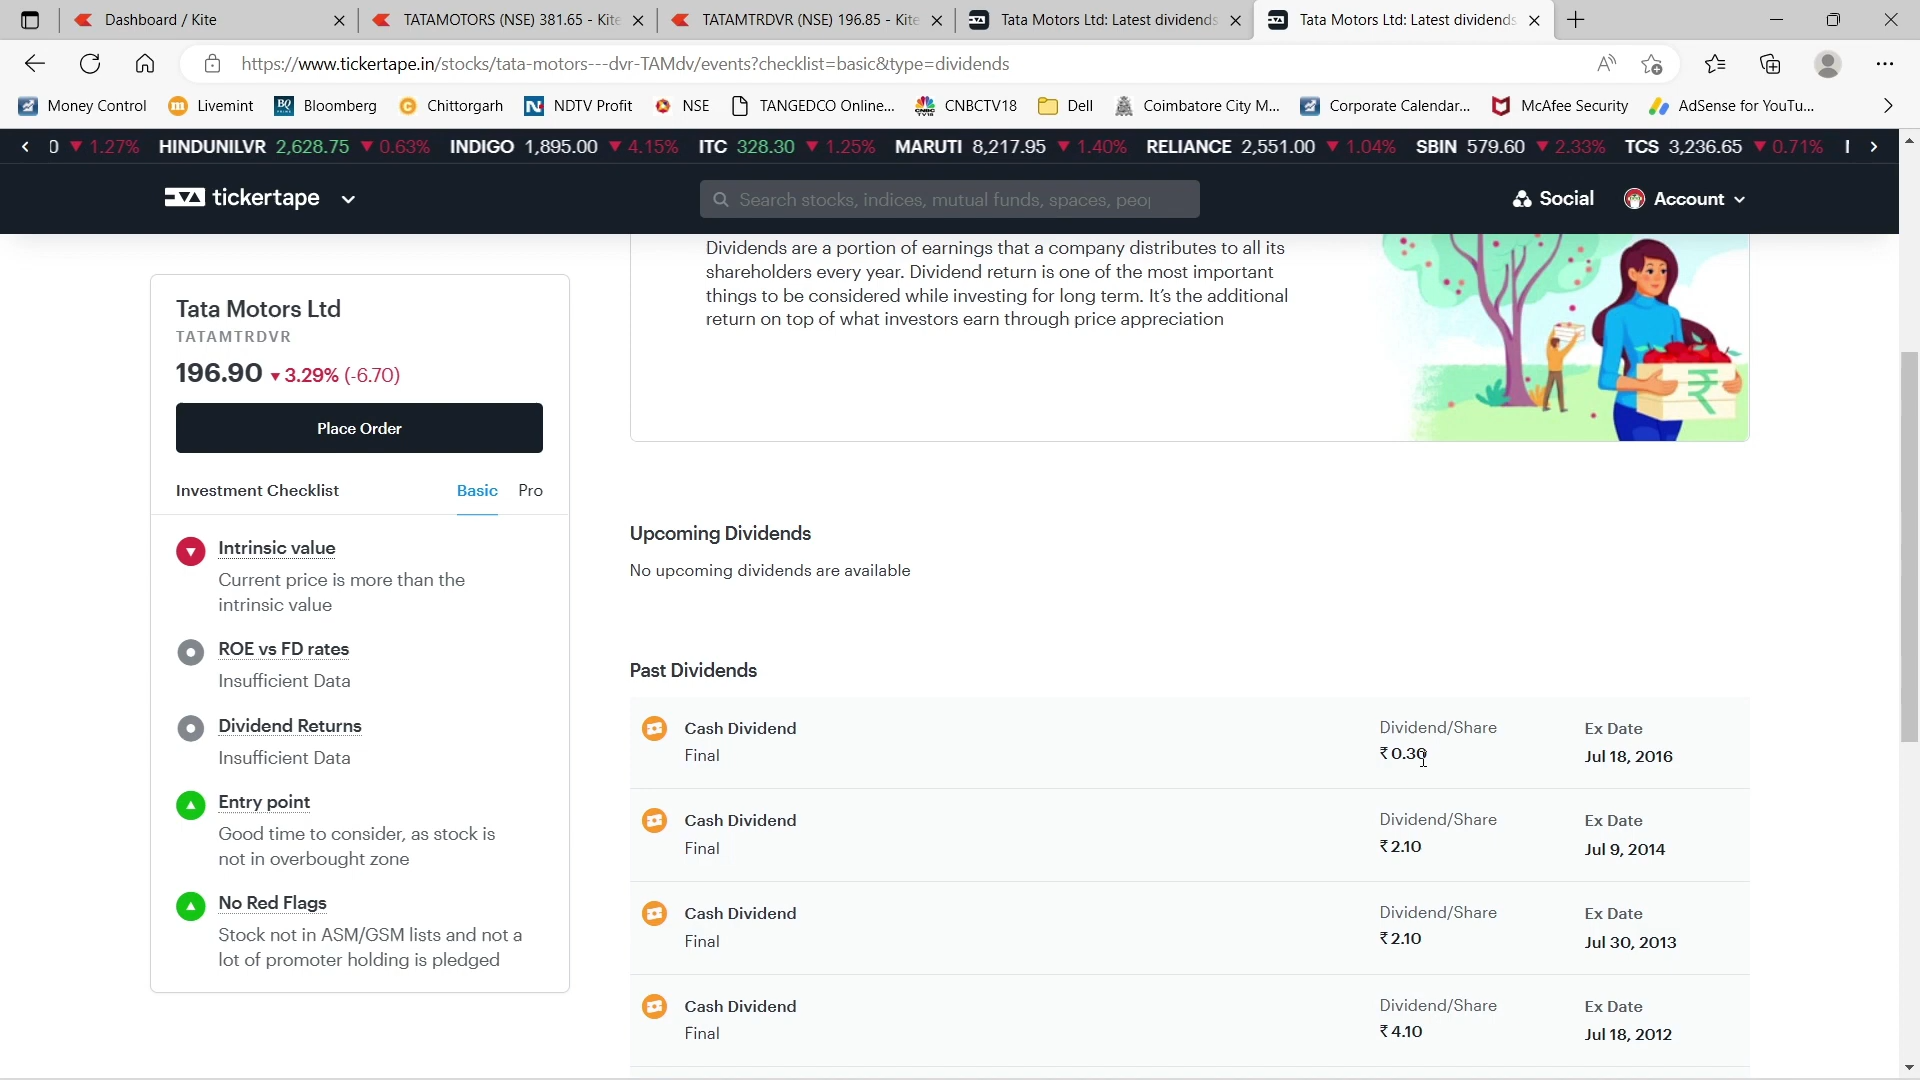 Dashboard / Kite
TATAMOTORS (NSE) 381.65 - Kite
TATAMTRDVR (NSE) 196.85 - Kite
Tata Motors Ltd: Latest dividends
Tata Motors Ltd: Latest dividends
https://www.tickertape.in/stocks/tata-motors---dvr-TAMdv/events?checklist=basic&type=dividends
Money Control
Livemint
BQ
Bloomberg
Chittorgarh
NDTV Profit
NSE
TANGEDCO Online...
CNBCTV18
Dell
Coimbatore City M...
Corporate Calendar...
McAfee Security
AdSense for YouTu...
0 ▼ 1.27% HINDUNILVR 2,628.75 ▼ 0.63% INDIGO 1,895.00 ▼ 4.15% ITC 328.30 ▼ 1.25% MARUTI 8,217.95 ▼ 1.40% RELIANCE 2,551.00 ▼ 1.04% SBIN 579.60 ▼ 2.33% TCS 3,236.65 ▼ 0.71%
tickertape
Search stocks, indices, mutual funds, spaces, peo
Social
Account
Dividends are a portion of earnings that a company distributes to all its
shareholders every year. Dividend return is one of the most important
things to be considered while investing for long term. It's the additional
return on top of what investors earn through price appreciation
₹
Tata Motors Ltd
TATAMTRDVR
196.90 ▼ 3.29% (-6.70)
Place Order
Investment Checklist
Basic
Pro
Intrinsic value
Current price is more than the
intrinsic value
ROE vs FD rates
Insufficient Data
Dividend Returns
Insufficient Data
Entry point
Good time to consider, as stock is
not in overbought zone
No Red Flags
Stock not in ASM/GSM lists and not a
lot of promoter holding is pledged
Upcoming Dividends
No upcoming dividends are available
Past Dividends
Cash Dividend
Final
Dividend/Share
₹ 0.30
Ex Date
Jul 18, 2016
Cash Dividend
Final
Dividend/Share
₹ 2.10
Ex Date
Jul 9, 2014
Cash Dividend
Final
Dividend/Share
₹ 2.10
Ex Date
Jul 30, 2013
Cash Dividend
Final
Dividend/Share
₹ 4.10
Ex Date
Jul 18, 2012